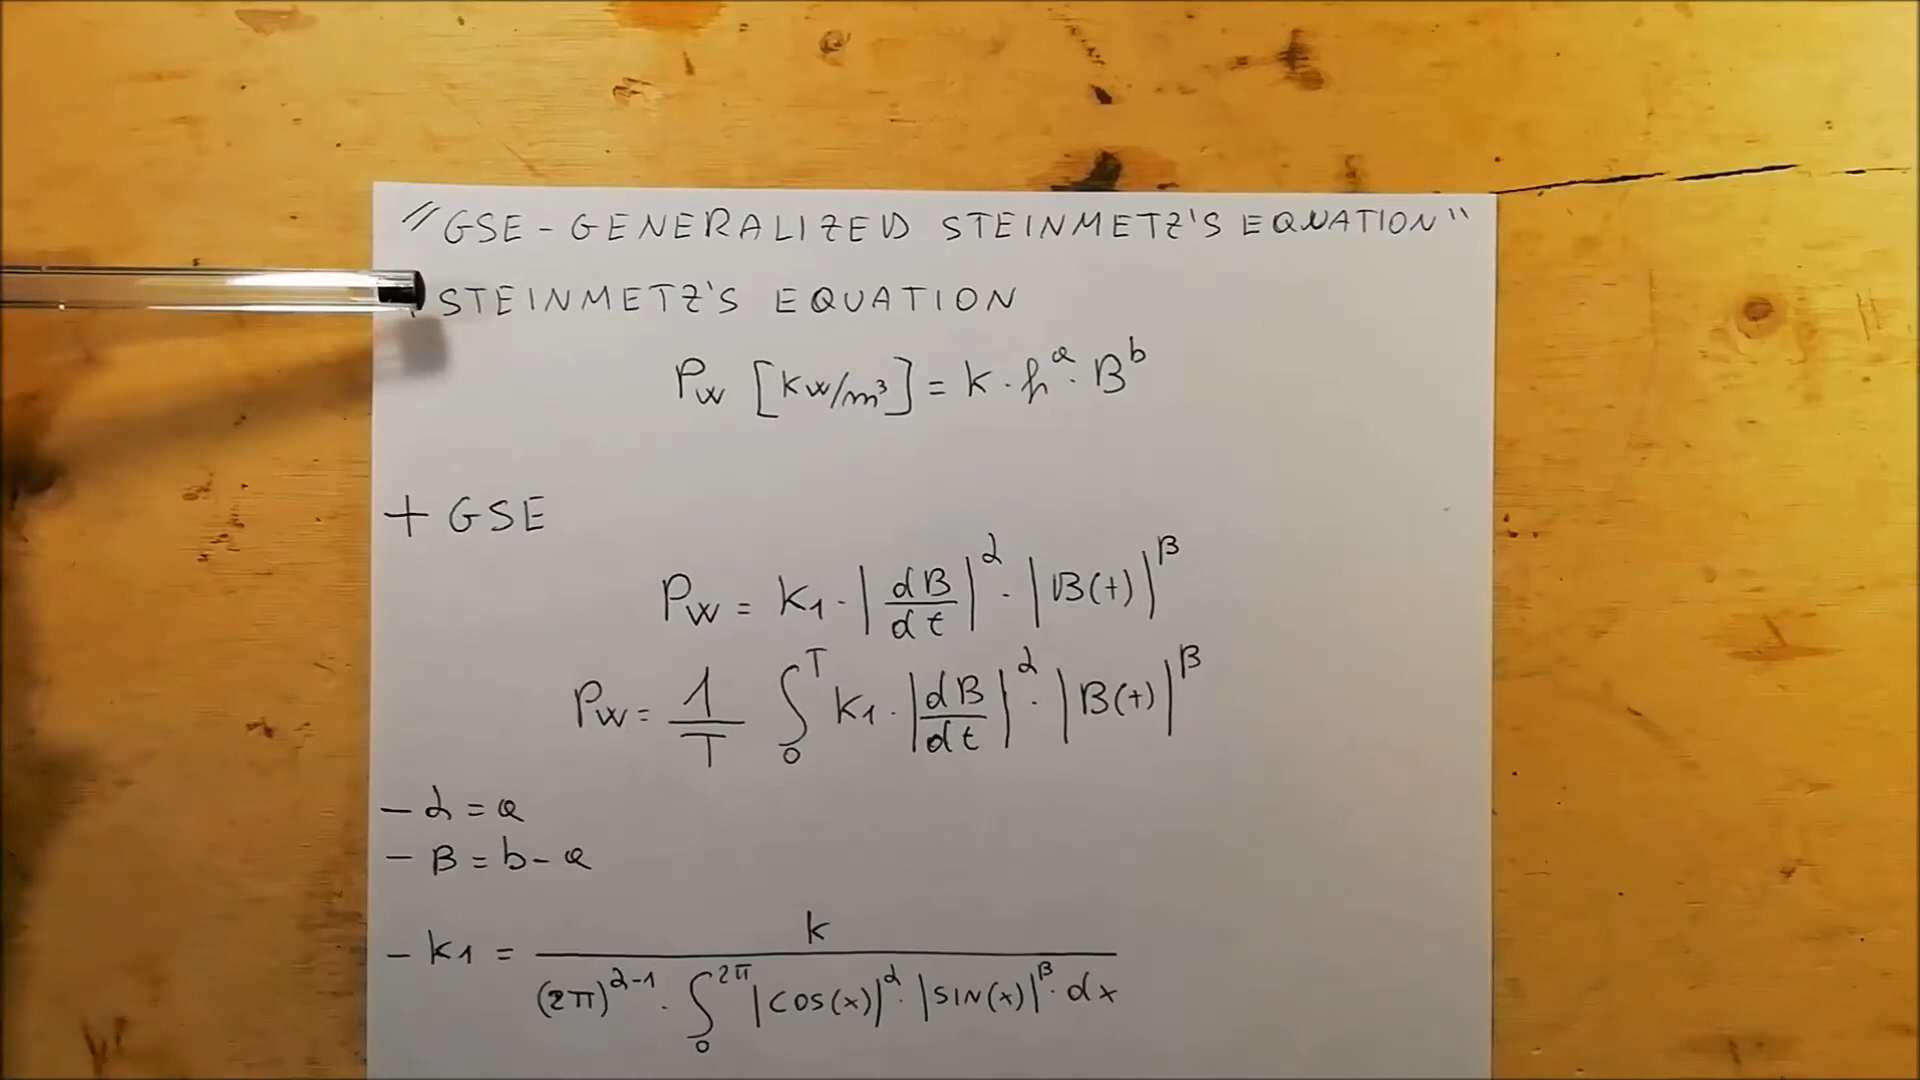 "GSE - GENERALIZED STEINMETZ'S EQUATION"
STEINMETZ'S EQUATION
Pw [kw/m³] = k · f^a · B^b
+ GSE
Pw = k1 · |dB/dt|^α · |B(t)|^β
Pw = 1/T ∫₀^T k1 · |dB/dt|^α · |B(t)|^β
- α = a
- β = b - a
- k1 = k / ((2π)^(α-1) · ∫₀^2π |COS(x)|^α · |SIN(x)|^β · dx